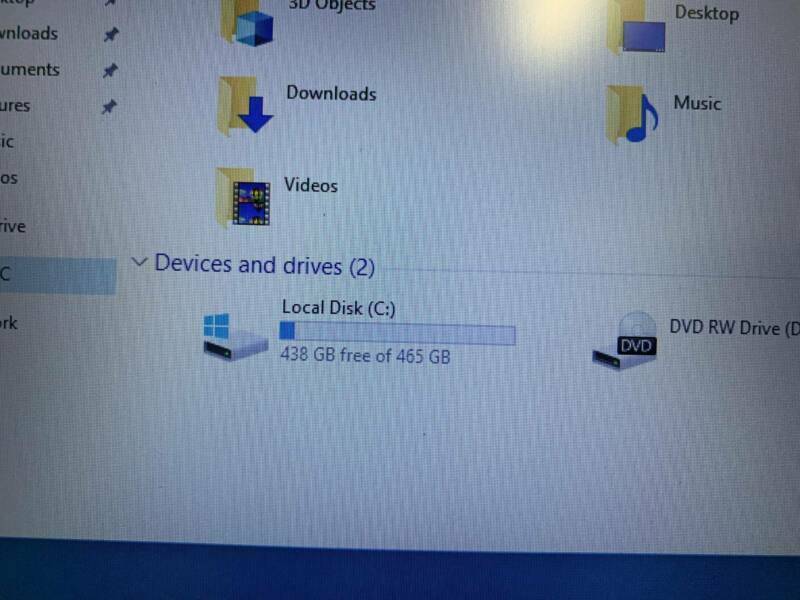 wnloads
uments
ures
ic
os
rive
C
rk
3D Objects
Desktop
Downloads
Music
Videos
Devices and drives (2)
Local Disk (C:)
438 GB free of 465 GB
DVD RW Drive (D
DVD